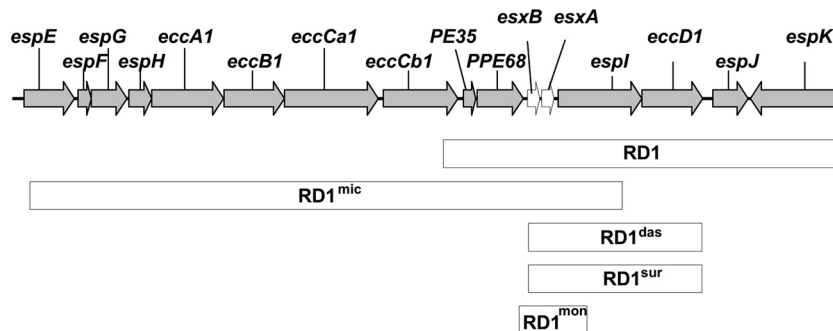 espE espG eccA1 eccCa1 PE35 esxB esxA espI eccD1 espK
espF espH eccB1 eccCb1 PPE68 espJ
RD1
RD1mic
RD1das
RD1sur
RD1mon